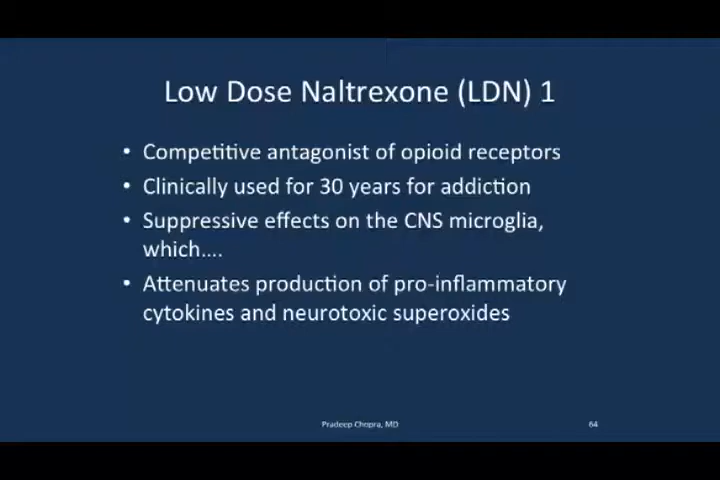 Low Dose Naltrexone (LDN) 1
• Competitive antagonist of opioid receptors
• Clinically used for 30 years for addiction
• Suppressive effects on the CNS microglia,
which....
• Attenuates production of pro-inflammatory
cytokines and neurotoxic superoxides
Pradeep Chopra, MD
64